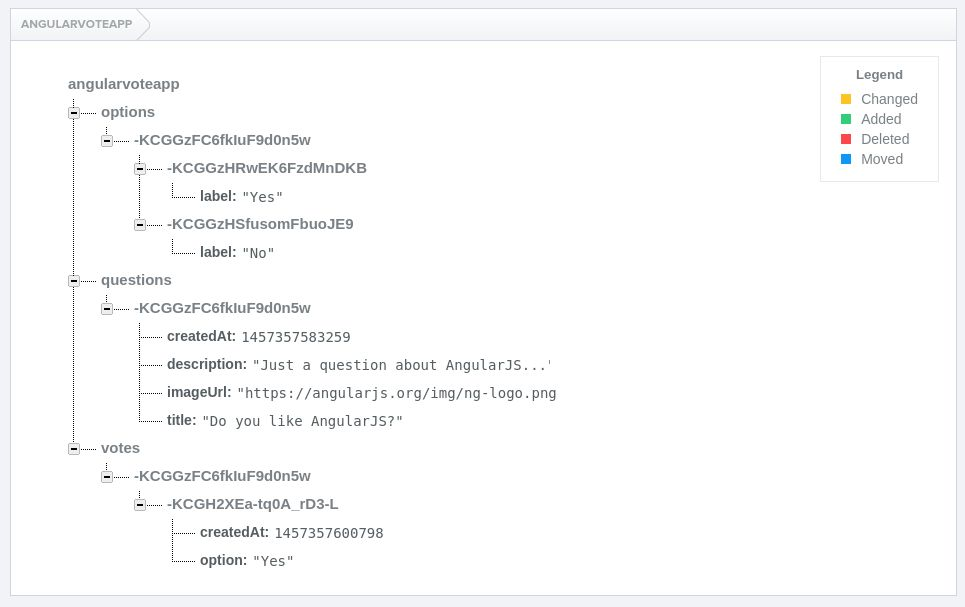 ANGULARVOTEAPP
angularvoteapp
options
-KCGGzFC6fkIuF9d0n5w
-KCGGzHRwEK6FzdMnDKB
label: "Yes"
-KCGGzHSfusomFbuoJE9
label: "No"
questions
-KCGGzFC6fkIuF9d0n5w
createdAt: 1457357583259
description: "Just a question about AngularJS...'
imageUrl: "https://angularjs.org/img/ng-logo.png
title: "Do you like AngularJS?"
votes
-KCGGzFC6fkIuF9d0n5w
-KCGH2XEa-tq0A_rD3-L
createdAt: 1457357600798
option: "Yes"
Legend
Changed
Added
Deleted
Moved